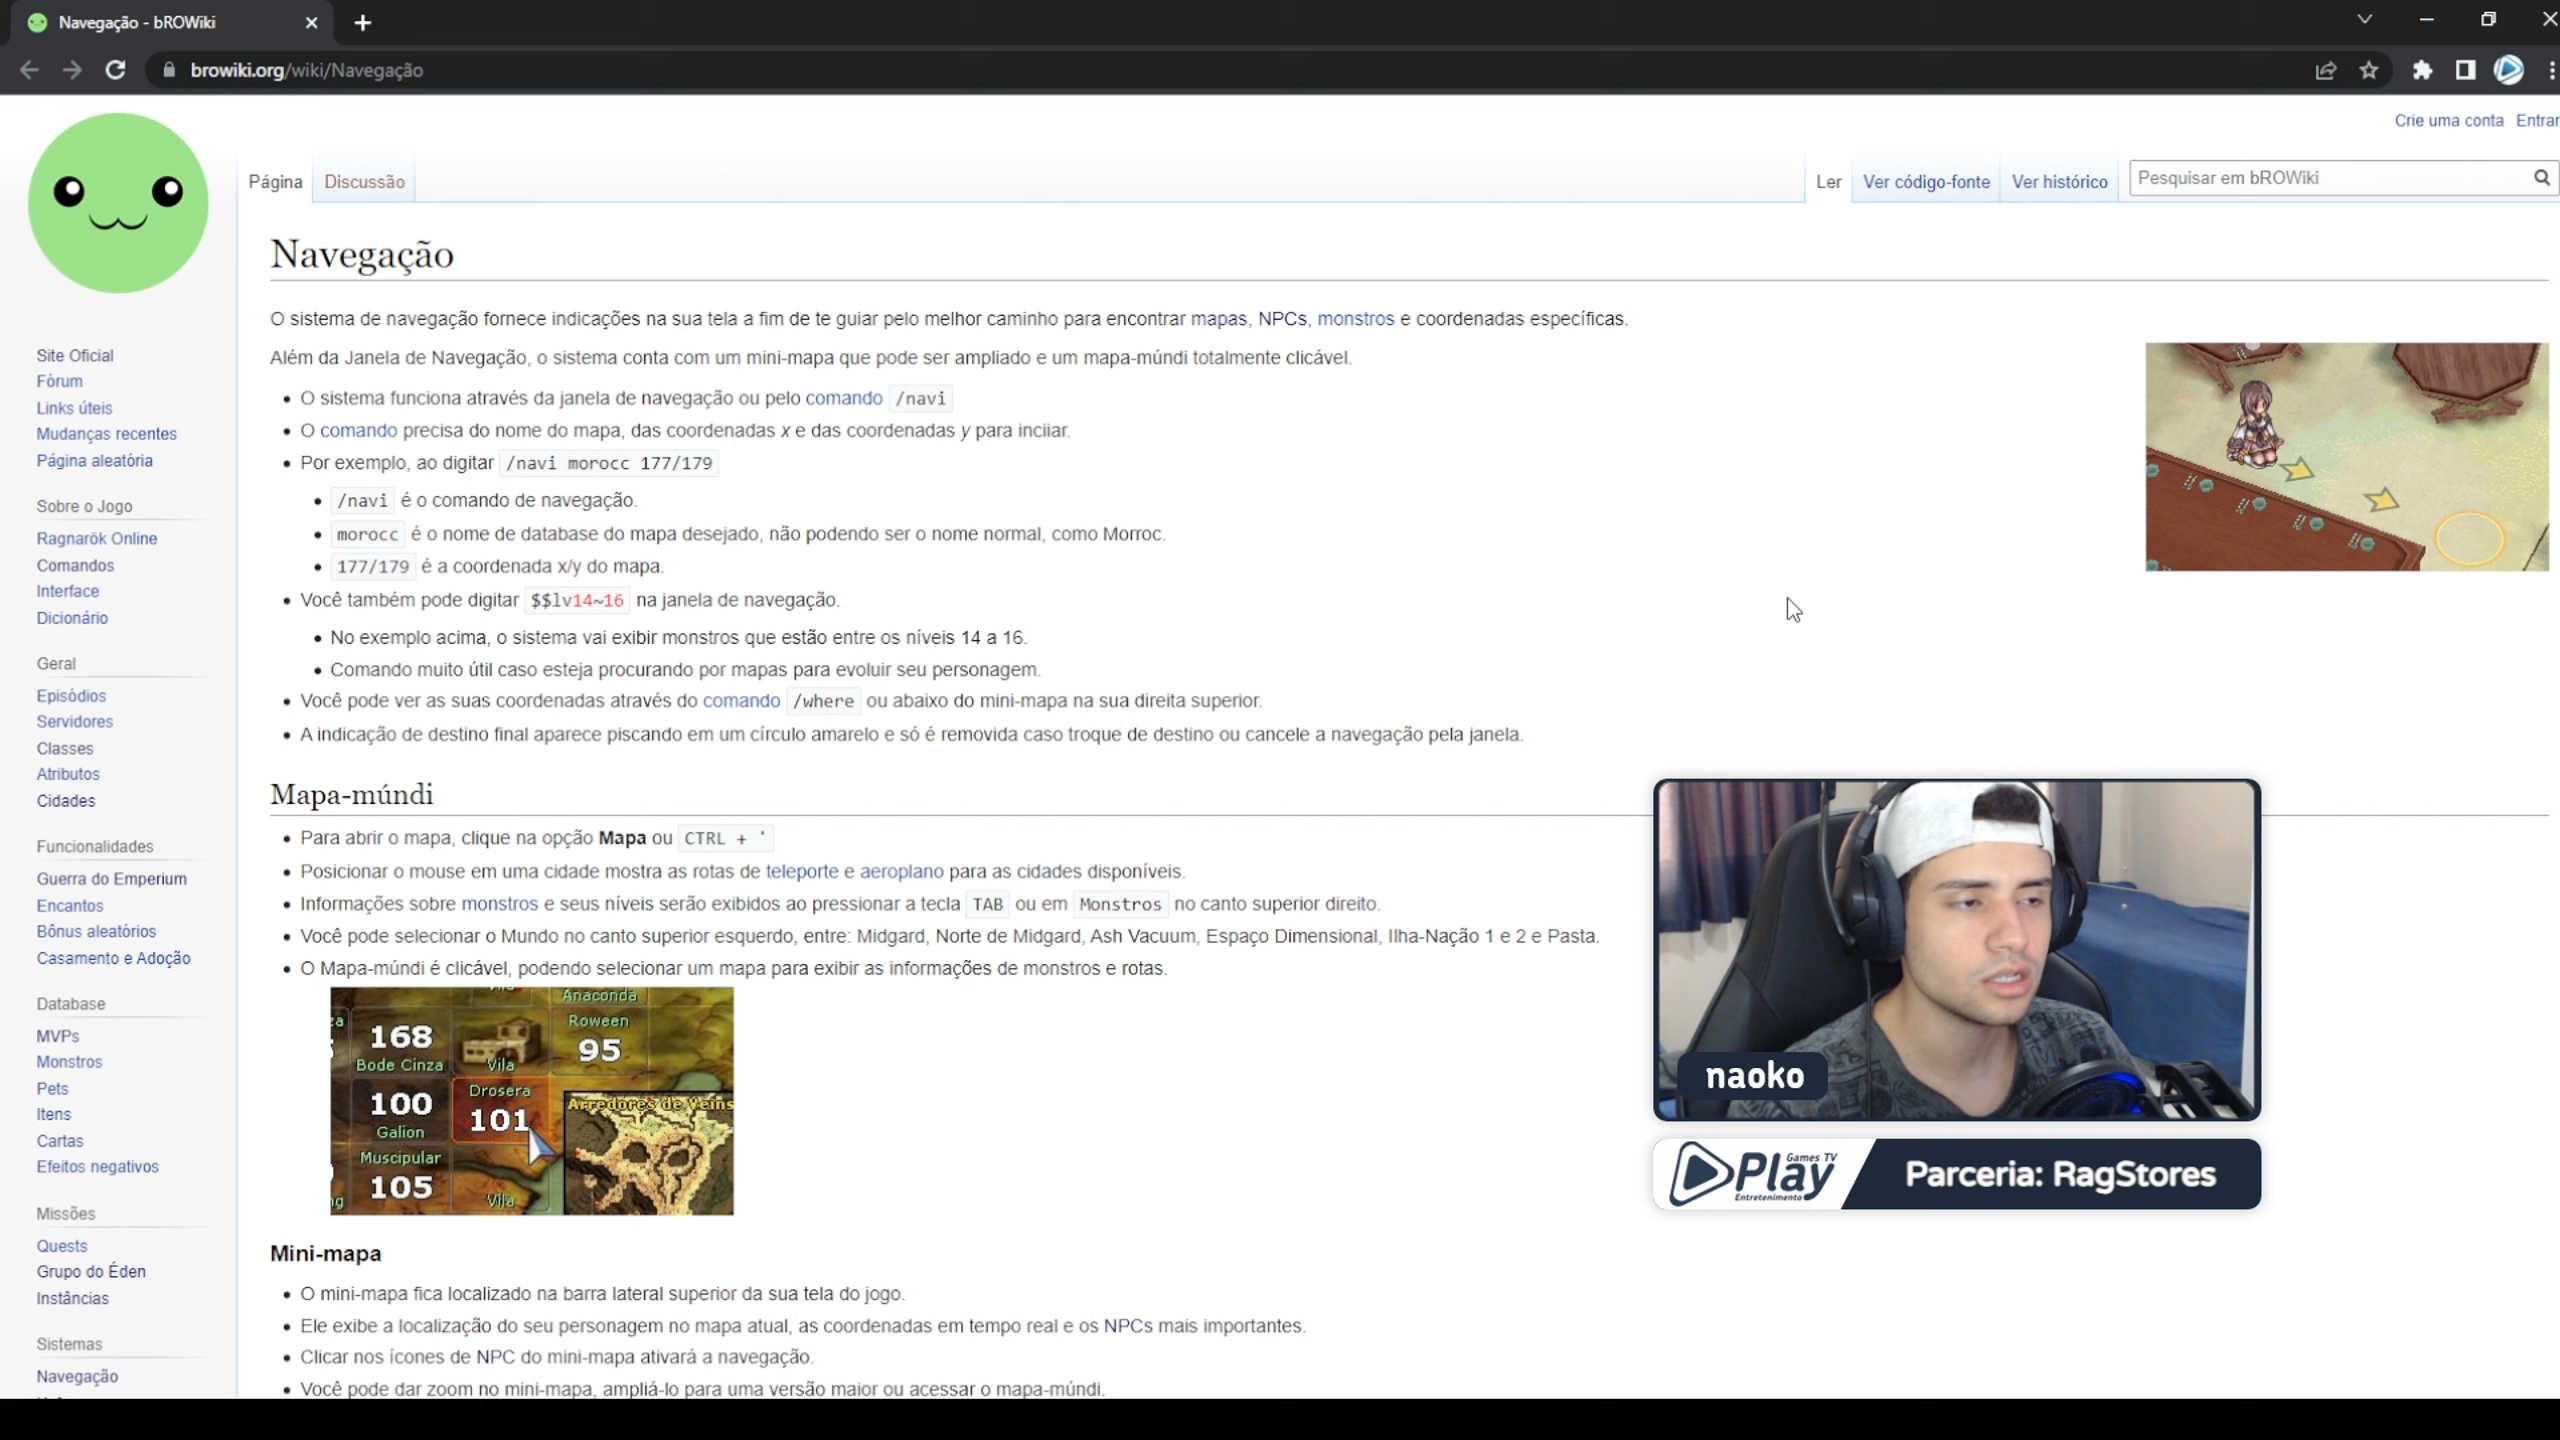 Navegação - bROWiki
browiki.org/wiki/Navegação
Crie uma conta Entrar
Página Discussão Ler Ver código-fonte Ver histórico Pesquisar em bROWiki
Navegação
O sistema de navegação fornece indicações na sua tela a fim de te guiar pelo melhor caminho para encontrar mapas, NPCs, monstros e coordenadas específicas.
Além da Janela de Navegação, o sistema conta com um mini-mapa que pode ser ampliado e um mapa-múndi totalmente clicável.
O sistema funciona através da janela de navegação ou pelo comando /navi
O comando precisa do nome do mapa, das coordenadas x e das coordenadas y para inciiar.
Por exemplo, ao digitar /navi morocc 177/179
/navi é o comando de navegação.
morocc é o nome de database do mapa desejado, não podendo ser o nome normal, como Morroc.
177/179 é a coordenada x/y do mapa.
Você também pode digitar $$lv14~16 na janela de navegação.
No exemplo acima, o sistema vai exibir monstros que estão entre os níveis 14 a 16.
Comando muito útil caso esteja procurando por mapas para evoluir seu personagem.
Você pode ver as suas coordenadas através do comando /where ou abaixo do mini-mapa na sua direita superior.
A indicação de destino final aparece piscando em um círculo amarelo e só é removida caso troque de destino ou cancele a navegação pela janela.
Mapa-múndi
Para abrir o mapa, clique na opção Mapa ou CTRL + '
Posicionar o mouse em uma cidade mostra as rotas de teleporte e aeroplano para as cidades disponíveis.
Informações sobre monstros e seus níveis serão exibidos ao pressionar a tecla TAB ou em Monstros no canto superior direito.
Você pode selecionar o Mundo no canto superior esquerdo, entre: Midgard, Norte de Midgard, Ash Vacuum, Espaço Dimensional, Ilha-Nação 1 e 2 e Pasta.
O Mapa-múndi é clicável, podendo selecionar um mapa para exibir as informações de monstros e rotas.
Anaconda
168 Roween
Bode Cinza Vila 95
100 Drosera
Galion 101 Arredores de Veins
Muscipular
105 Vila
Mini-mapa
O mini-mapa fica localizado na barra lateral superior da sua tela do jogo.
Ele exibe a localização do seu personagem no mapa atual, as coordenadas em tempo real e os NPCs mais importantes.
Clicar nos ícones de NPC do mini-mapa ativará a navegação.
Você pode dar zoom no mini-mapa, ampliá-lo para uma versão maior ou acessar o mapa-múndi.
Site Oficial
Fórum
Links úteis
Mudanças recentes
Página aleatória
Sobre o Jogo
Ragnarök Online
Comandos
Interface
Dicionário
Geral
Episódios
Servidores
Classes
Atributos
Cidades
Funcionalidades
Guerra do Emperium
Encantos
Bônus aleatórios
Casamento e Adoção
Database
MVPs
Monstros
Pets
Itens
Cartas
Efeitos negativos
Missões
Quests
Grupo do Éden
Instâncias
Sistemas
Navegação
naoko
Play Games TV
Entretenimento
Parceria: RagStores